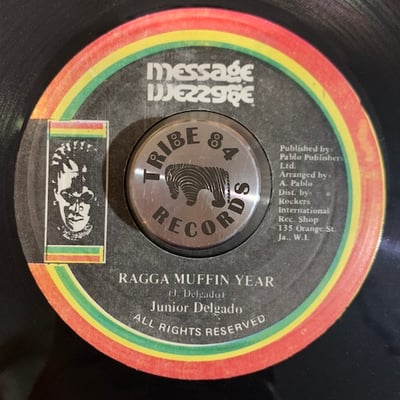 message
message
Published by
Pablo Publisher
Ltd.
Arranged by
A. Pablo
Dist. by
Rockers
International
Rec. Shop
135 Orange St.
Ja., W.I.
TRIBE 84
RECORDS
RAGGA MUFFIN YEAR
(J. Delgado)
Junior Delgado
ALL RIGHTS RESERVED